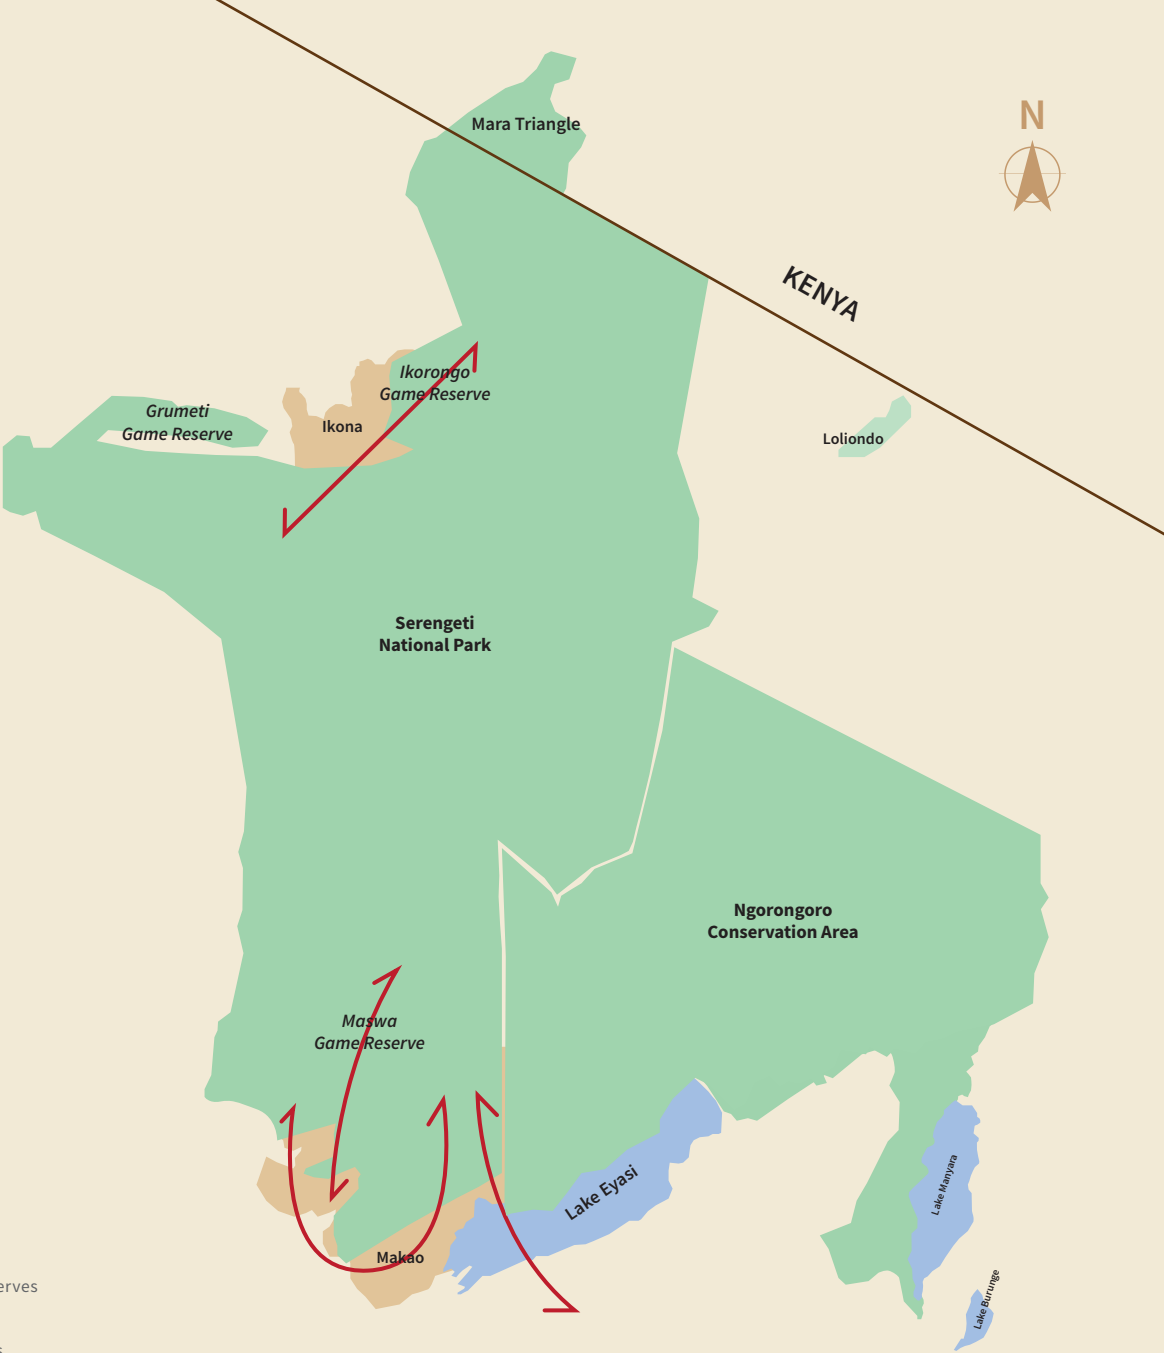 Mara Triangle
N
KENYA
Ikorongo
Game Reserve
Grumeti
Game Reserve
Ikona
Loliondo
Serengeti
National Park
Ngorongoro
Conservation Area
Maswa
Game Reserve
Lake Eyasi
Lake Manyara
Makao
erves
Lake Burunge